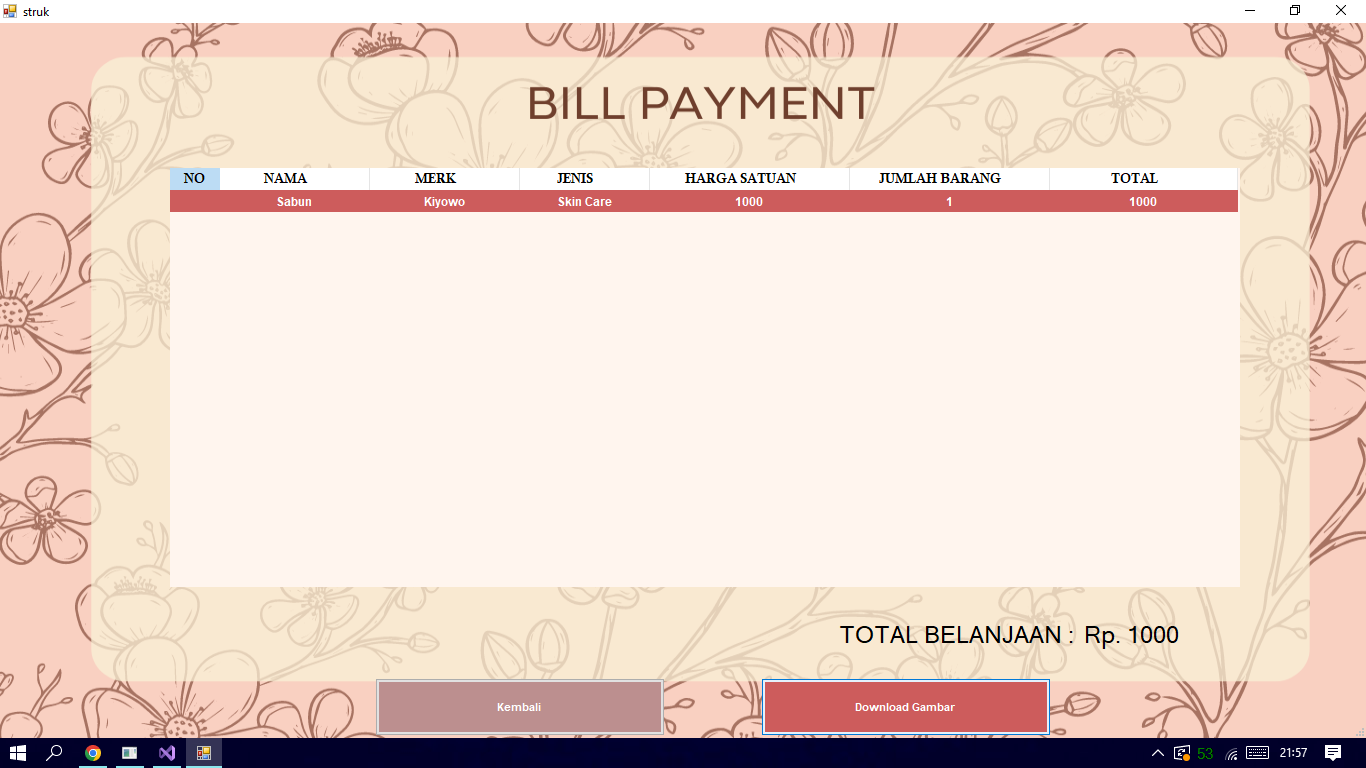 struk
BILL PAYMENT
NO NAMA MERK JENIS HARGA SATUAN JUMLAH BARANG TOTAL
Sabun Kiyowo Skin Care 1000 1 1000
TOTAL BELANJAAN : Rp. 1000
Kembali Download Gambar
53 21:57